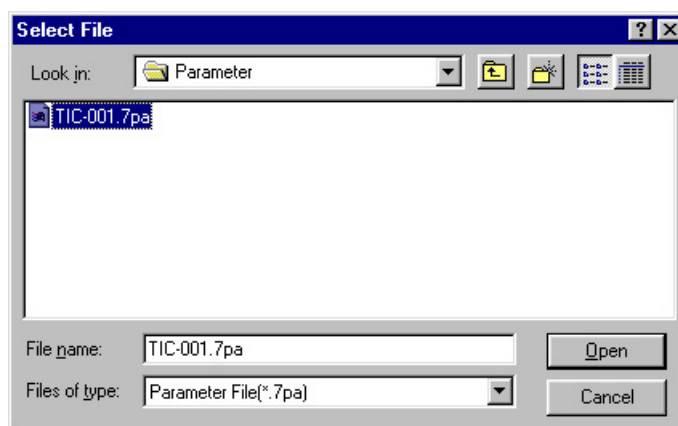 Select File
Look in: Parameter
TIC-001.7pa
File name: TIC-001.7pa Open
Files of type: Parameter File(*.7pa) Cancel